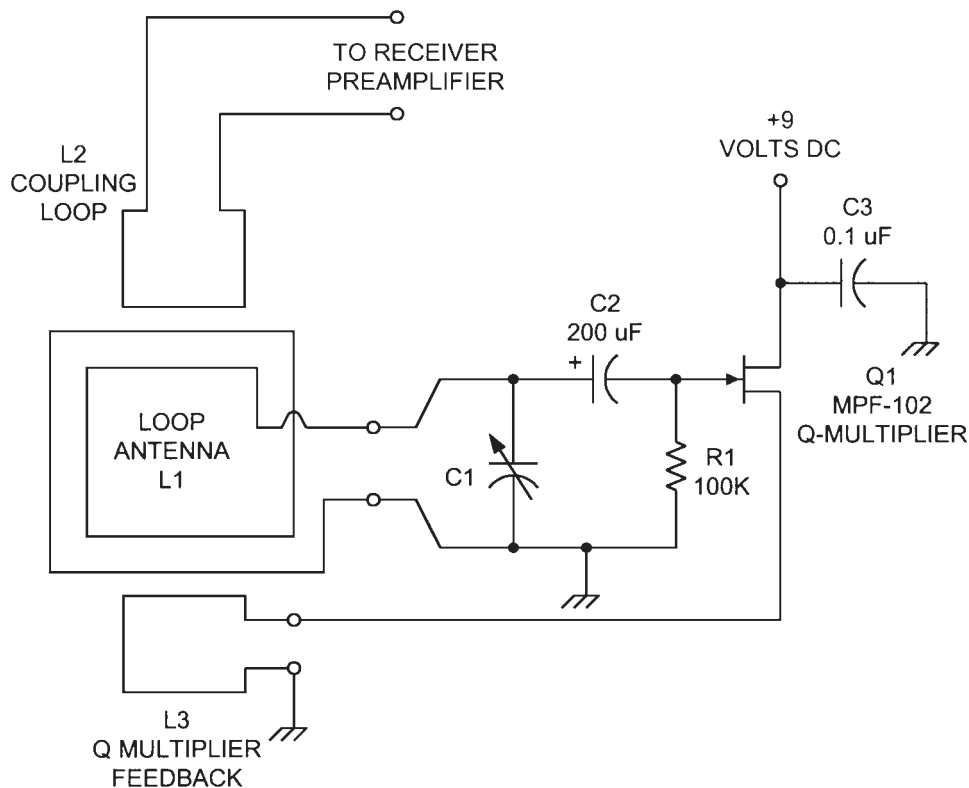 TO RECEIVER
PREAMPLIFIER
+9
VOLTS DC
L2
COUPLING
LOOP
C3
0.1 uF
C2
200 uF
+
Q1
MPF-102
Q-MULTIPLIER
LOOP
ANTENNA
L1
C1
R1
100K
L3
Q MULTIPLIER
FEEDBACK